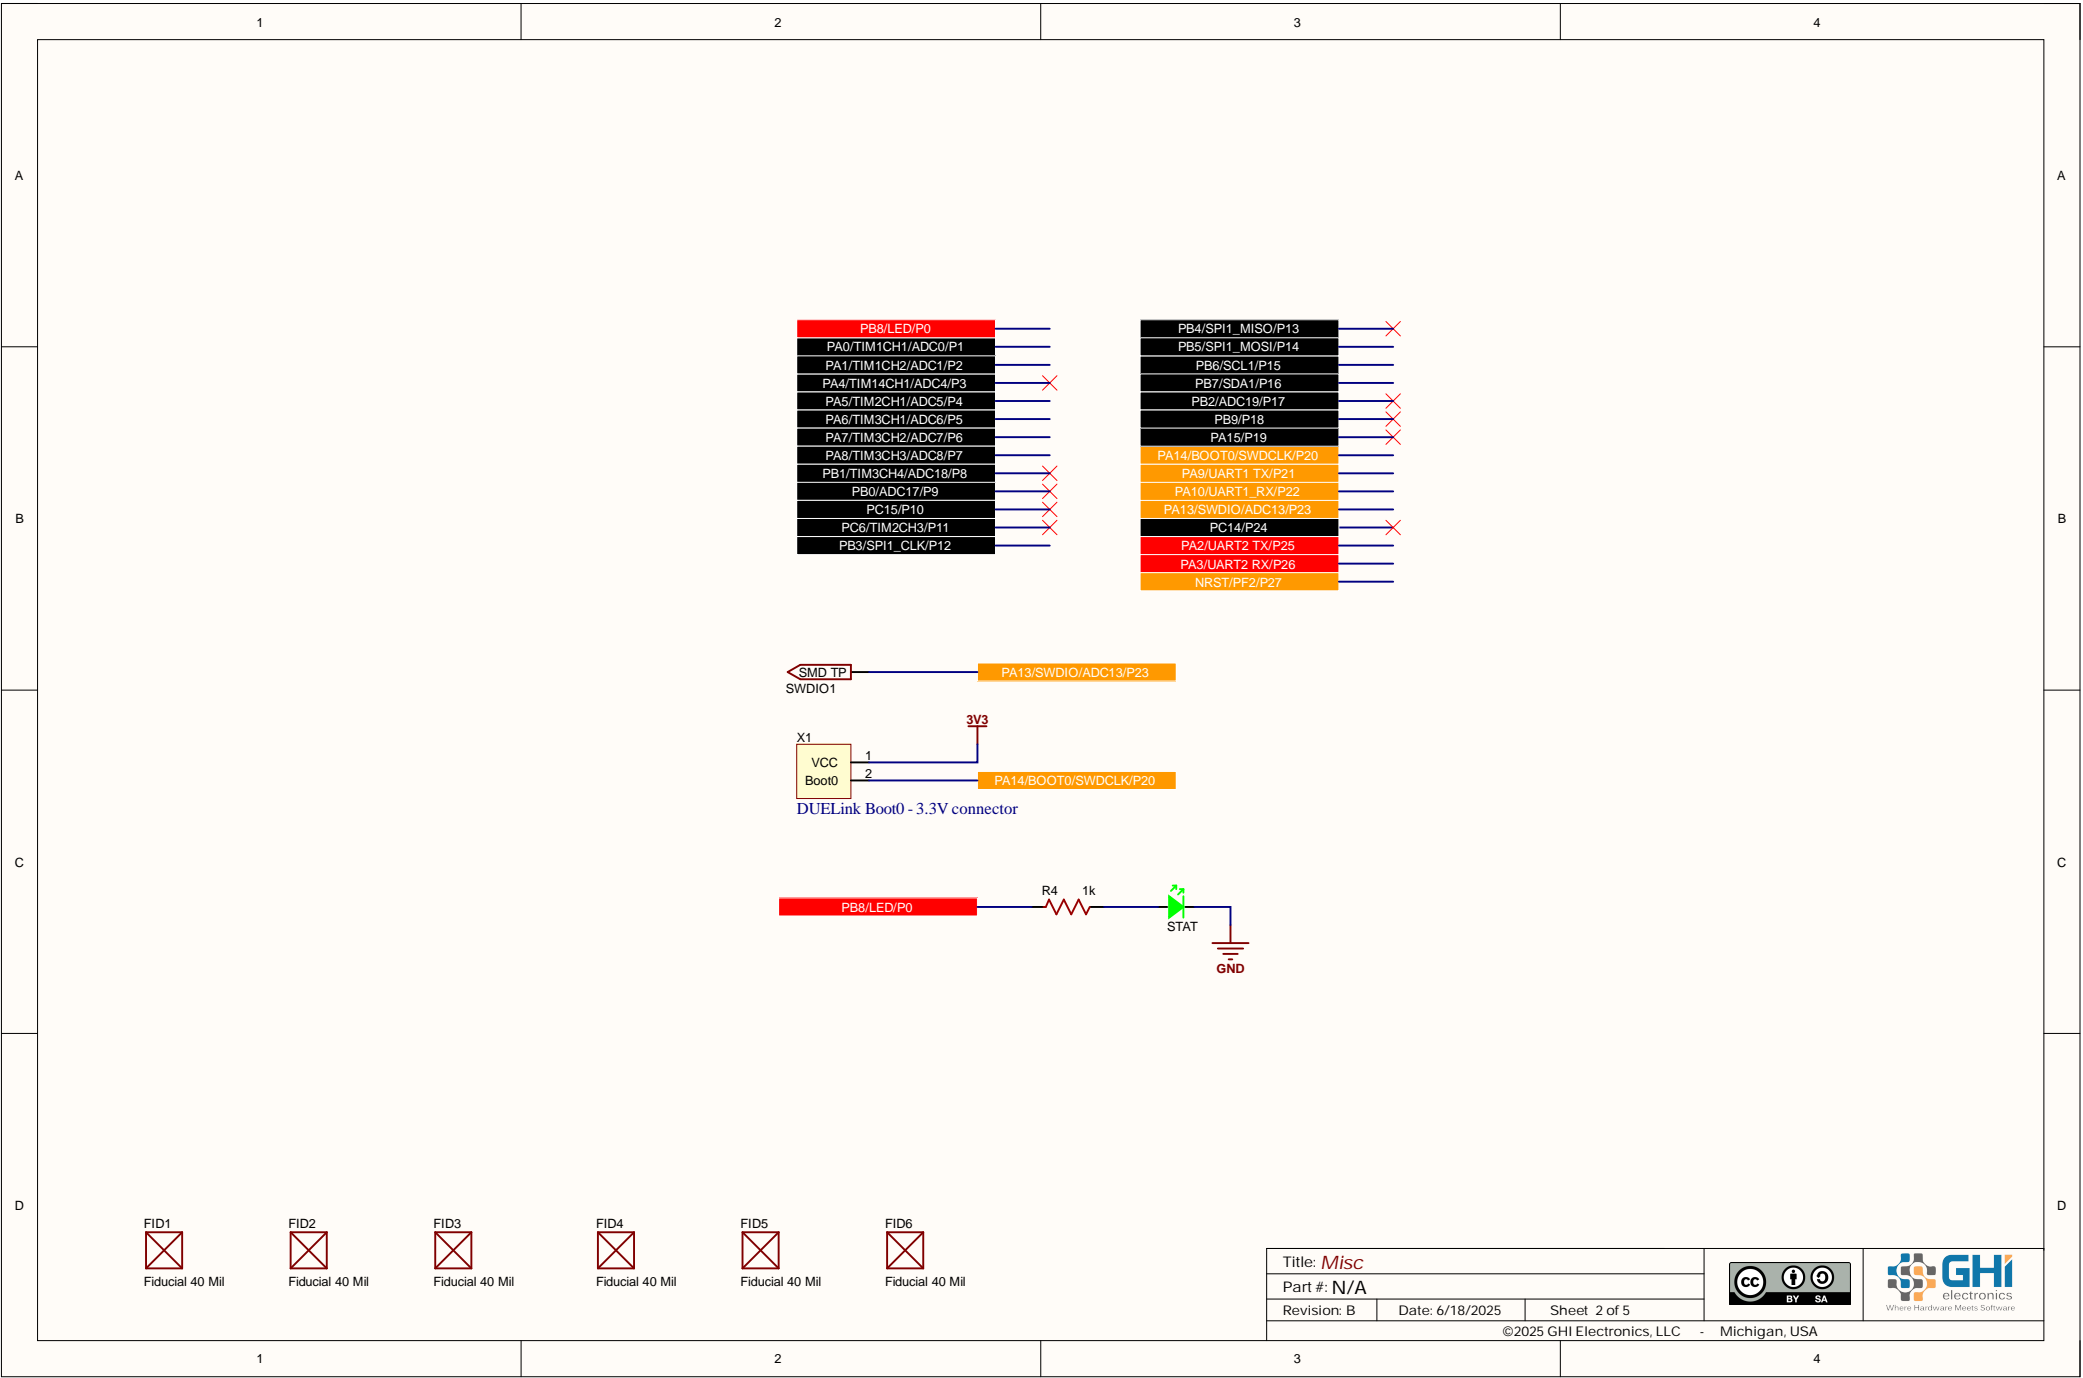 1 2 3 4
A A
PB8/LED/P0
PA0/TIM1CH1/ADC0/P1
PA1/TIM1CH2/ADC1/P2
PA4/TIM14CH1/ADC4/P3
PA5/TIM2CH1/ADC5/P4
PA6/TIM3CH1/ADC6/P5
PA7/TIM3CH2/ADC7/P6
PA8/TIM3CH3/ADC8/P7
PB1/TIM3CH4/ADC18/P8
PB0/ADC17/P9
PC15/P10
PC6/TIM2CH3/P11
PB3/SPI1_CLK/P12
PB4/SPI1_MISO/P13
PB5/SPI1_MOSI/P14
PB6/SCL1/P15
PB7/SDA1/P16
PB2/ADC19/P17
PB9/P18
PA15/P19
PA14/BOOT0/SWDCLK/P20
PA9/UART1 TX/P21
PA10/UART1_RX/P22
PA13/SWDIO/ADC13/P23
PC14/P24
PA2/UART2 TX/P25
PA3/UART2 RX/P26
NRST/PF2/P27
B B
SMD TP PA13/SWDIO/ADC13/P23
SWDIO1
3V3
X1
VCC 1
Boot0 2 PA14/BOOT0/SWDCLK/P20
DUELink Boot0 - 3.3V connector
C C
R4 1k
PB8/LED/P0
STAT
GND
D D
FID1 FID2 FID3 FID4 FID5 FID6
Fiducial 40 Mil Fiducial 40 Mil Fiducial 40 Mil Fiducial 40 Mil Fiducial 40 Mil Fiducial 40 Mil
Title: Misc
Part #: N/A
Revision: B Date: 6/18/2025 Sheet 2 of 5
©2025 GHI Electronics, LLC - Michigan, USA
cc BY SA
GHi
electronics
Where Hardware Meets Software
1 2 3 4